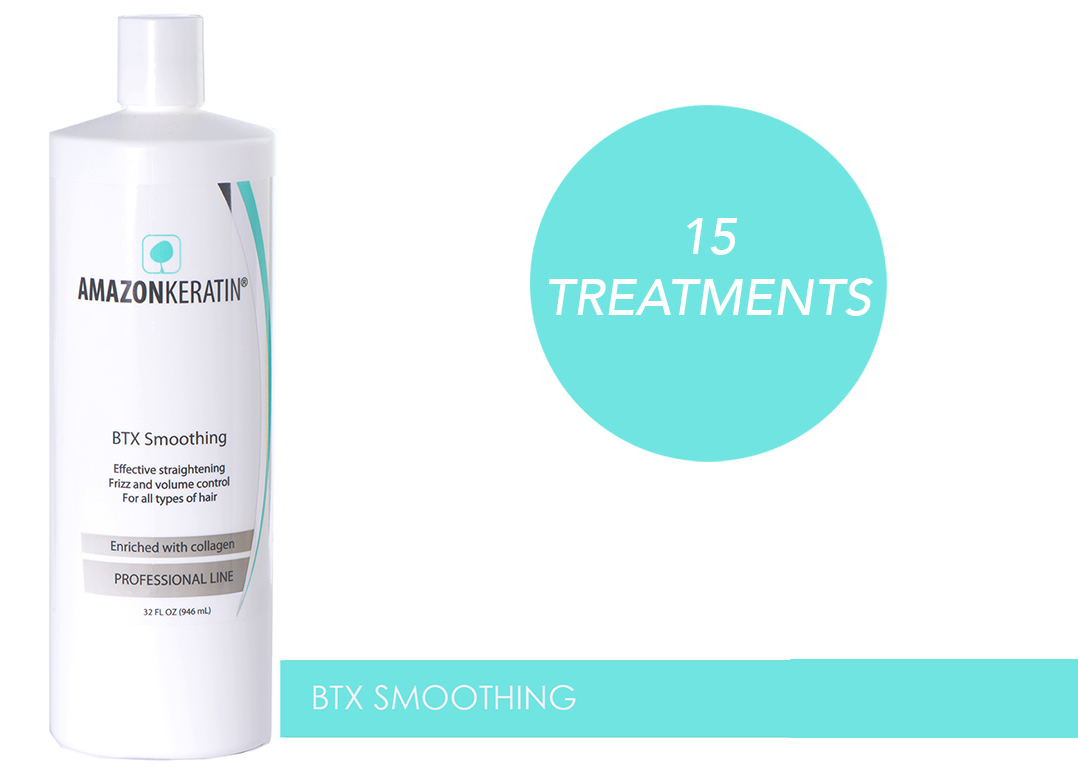 AMAZONKERATIN®
BTX Smoothing
Effective straightening
Frizz and volume control
For all types of hair
Enriched with collagen
PROFESSIONAL LINE
32 FL OZ (946 mL)
15
TREATMENTS
BTX SMOOTHING